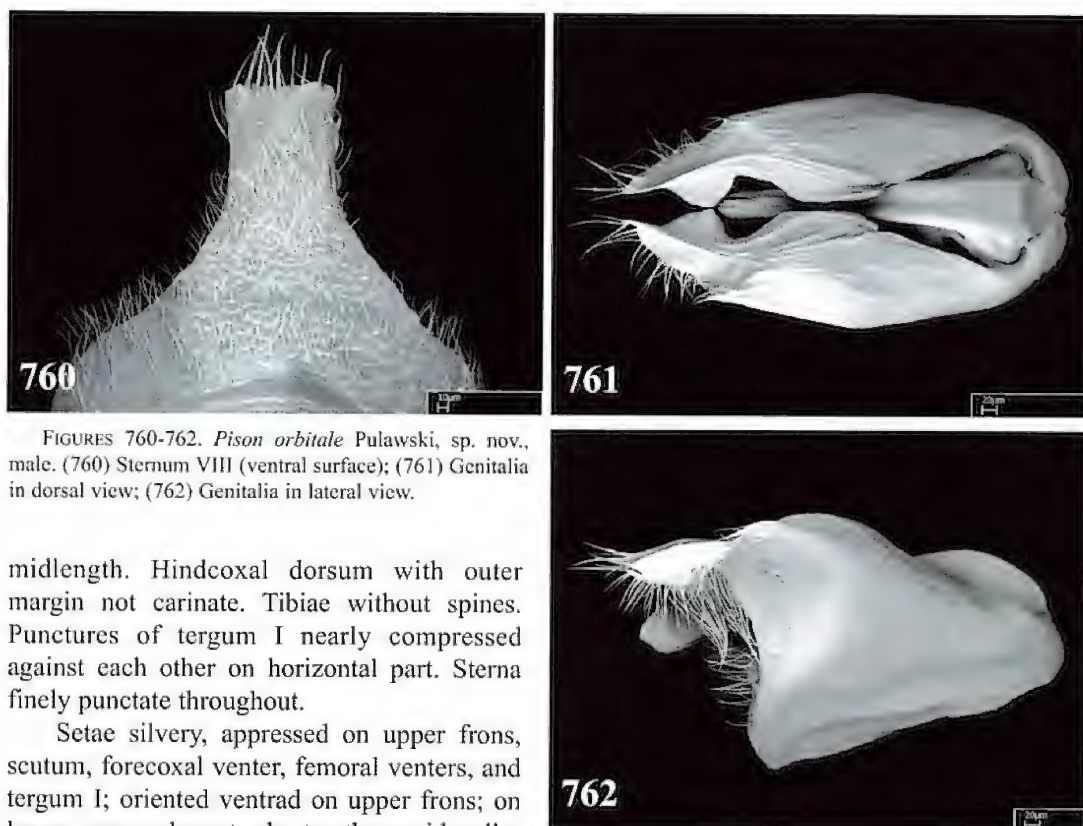 760
10µm
761
20µm
FIGURES 760-762. Pison orbitale Pulawski, sp. nov.,
male. (760) Sternum VIII (ventral surface); (761) Genitalia
in dorsal view; (762) Genitalia in lateral view.
762
20µm
midlength. Hindcoxal dorsum with outer
margin not carinate. Tibiae without spines.
Punctures of tergum I nearly compressed
against each other on horizontal part. Sterna
finely punctate throughout.
Setae silvery, appressed on upper frons,
scutum, forecoxal venter, femoral venters, and
tergum I; oriented ventrad on upper frons; on